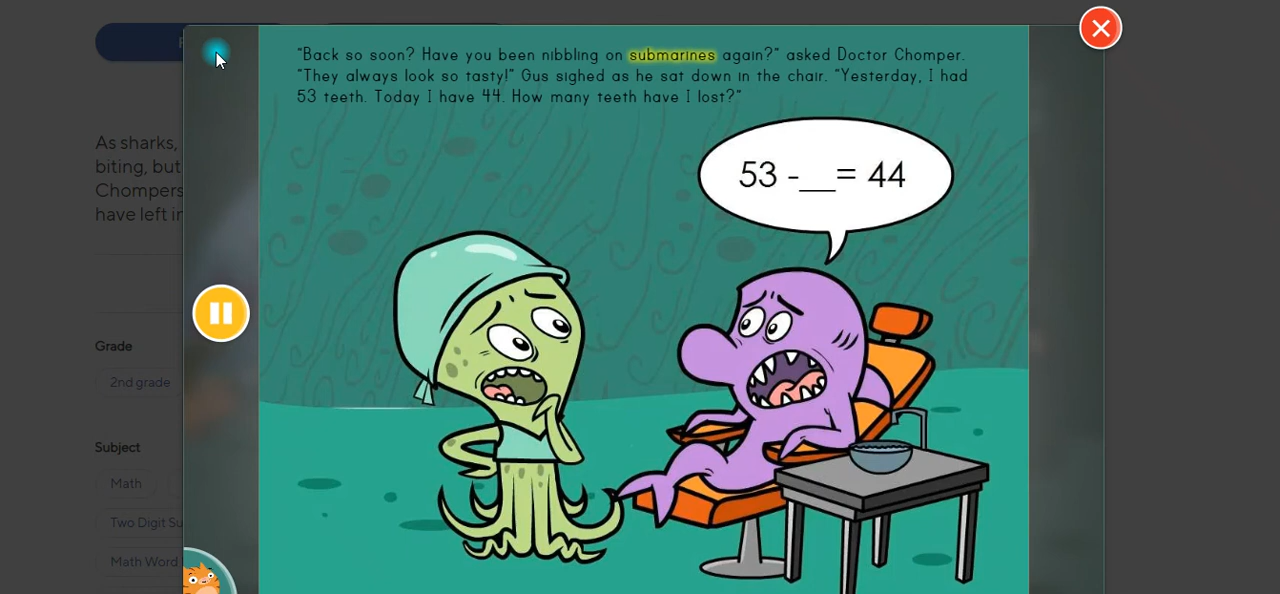 "Back so soon? Have you been nibbling on submarines again?" asked Doctor Chomper.
"They always look so tasty!" Gus sighed as he sat down in the chair. "Yesterday, I had
53 teeth. Today I have 44. How many teeth have I lost?"
53 -__= 44
As sharks,
biting, but
Chompers
have left in
Grade
2nd grade
Subject
Math
Two Digit Su
Math Word